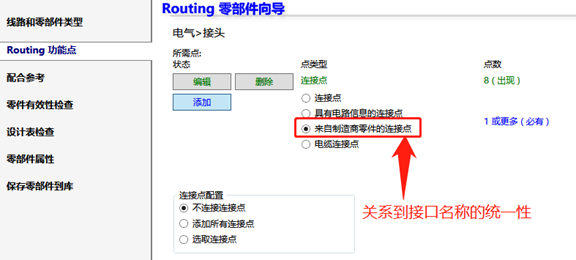 Routing 零部件向导
线路和零部件类型
Routing 功能点
配合参考
零件有效性检查
设计表检查
零部件属性
保存零部件到库
电气>接头
所需点:
状态 点类型 点数
编辑 删除 连接点 8 ( 出现 )
添加
连接点
具有电路信息的连接点
来自制造商零件的连接点 1 或更多 ( 必有 )
电缆连接点
连接点配置
不连接连接点
添加所有连接点
选取连接点
关系到接口名称的统一性